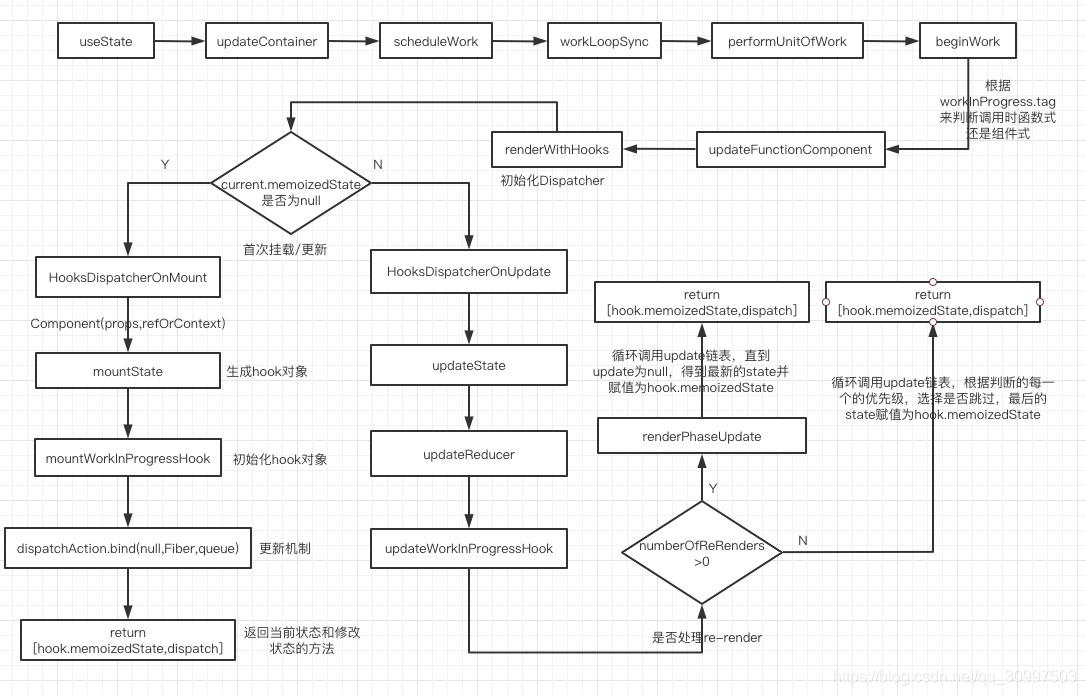 useState
updateContainer
scheduleWork
workLoopSync
performUnitOfWork
beginWork
根据
workInProgress.tag
来判断调用时函数式
还是组件式
updateFunctionComponent
renderWithHooks
初始化Dispatcher
current.memoizedState
是否为null
Y
N
首次挂载/更新
HooksDispatcherOnMount
Component(props,refOrContext)
mountState
生成hook对象
mountWorkInProgressHook
初始化hook对象
dispatchAction.bind(null,Fiber,queue)
更新机制
return
[hook.memoizedState,dispatch]
返回当前状态和修改
状态的方法
HooksDispatcherOnUpdate
updateState
updateReducer
updateWorkInProgressHook
是否处理re-render
numberOfReRenders
>0
Y
N
renderPhaseUpdate
循环调用update链表，直到
update为null，得到最新的state并
赋值为hook.memoizedState
return
[hook.memoizedState,dispatch]
循环调用update链表，根据判断的每一
个的优先级，选择是否跳过，最后的
state赋值为hook.memoizedState
return
[hook.memoizedState,dispatch]
https://blog.csdn.net/qq_30997503